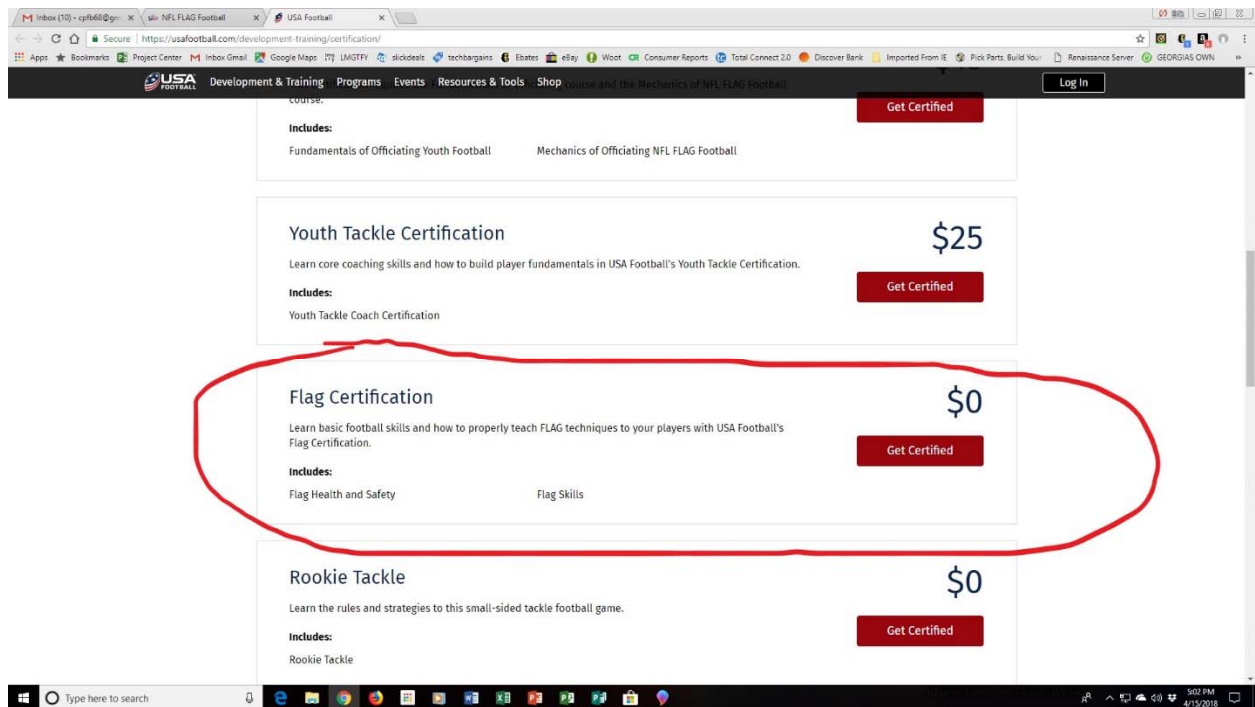 Inbox (10) - cpfb68@gm
NFL FLAG Football
USA Football
Secure | https://usafootball.com/development-training/certification/
Apps Bookmarks Project Center Inbox Gmail Google Maps LMGTFY slickdeals techbargains Ebates eBay Woot Consumer Reports Total Connect 2.0 Discover Bank Imported From IE Pick Parts, Build Your Renaissance Server GEORGIAS OWN
USA FOOTBALL Development & Training Programs Events Resources & Tools Shop Log In
course and the Mechanics of NFL FLAG Football
course.
Get Certified
Includes:
Fundamentals of Officiating Youth Football Mechanics of Officiating NFL FLAG Football
Youth Tackle Certification
$25
Learn core coaching skills and how to build player fundamentals in USA Football's Youth Tackle Certification.
Get Certified
Includes:
Youth Tackle Coach Certification
Flag Certification
$0
Learn basic football skills and how to properly teach FLAG techniques to your players with USA Football's
Flag Certification.
Get Certified
Includes:
Flag Health and Safety Flag Skills
Rookie Tackle
$0
Learn the rules and strategies to this small-sided tackle football game.
Get Certified
Includes:
Rookie Tackle
Type here to search
5:02 PM
4/15/2018